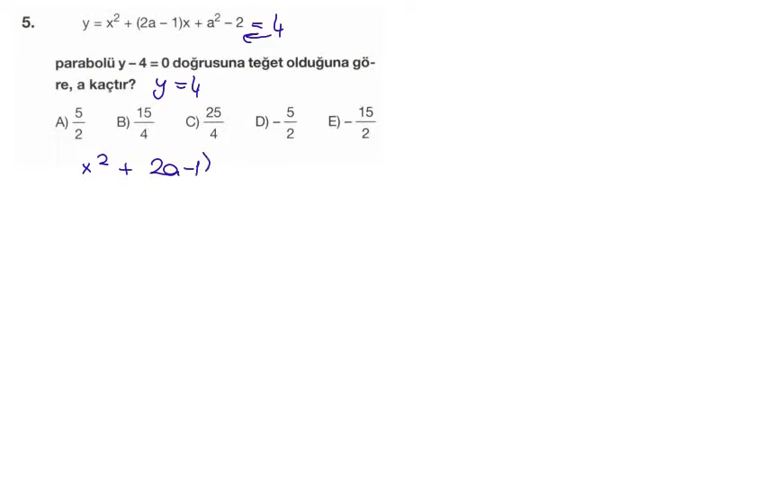 5. y = x² + (2a – 1)x + a² – 2 = 4
parabolü y – 4 = 0 doğrusuna teğet olduğuna gö-
re, a kaçtır? y = 4
A) 5/2 B) 15/4 C) 25/4 D) – 5/2 E) – 15/2
x² + 2a-1)